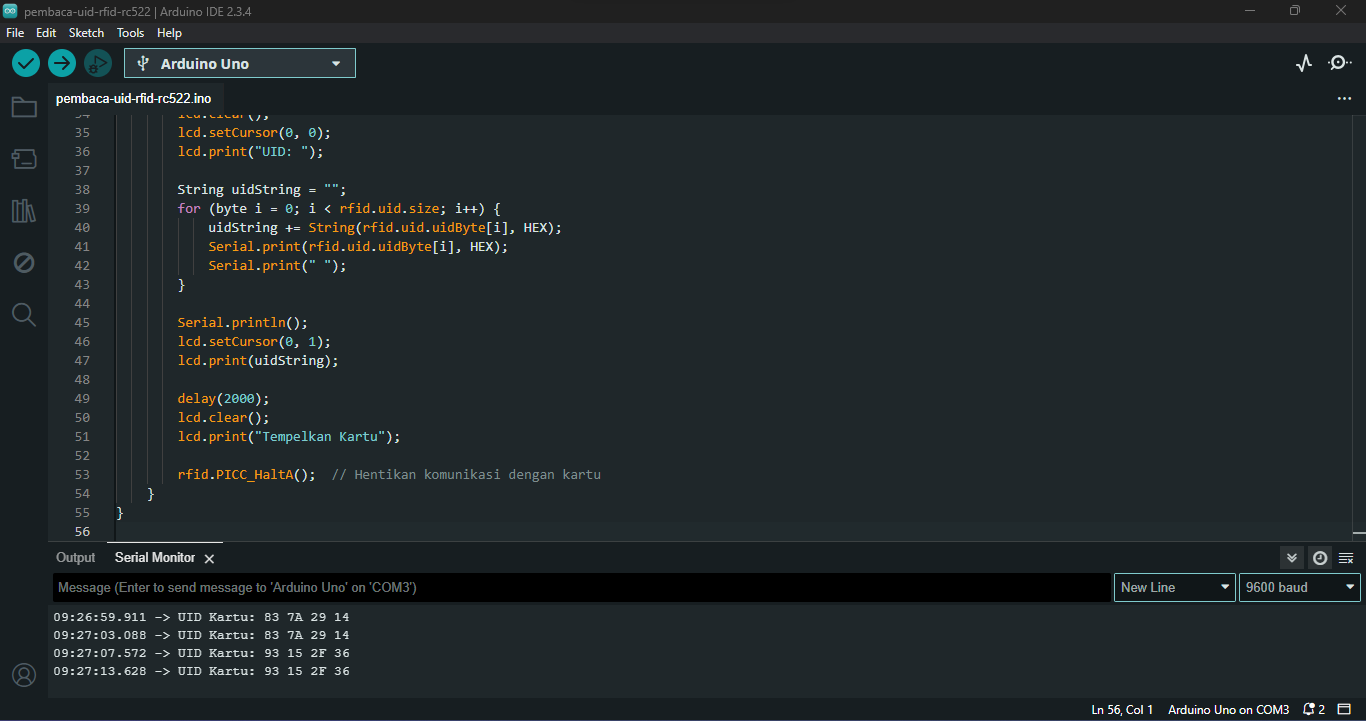 pembaca-uid-rfid-rc522 | Arduino IDE 2.3.4
File Edit Sketch Tools Help
Arduino Uno
pembaca-uid-rfid-rc522.ino
34 lcd.clear();
35 lcd.setCursor(0, 0);
36 lcd.print("UID: ");
37
38 String uidString = "";
39 for (byte i = 0; i < rfid.uid.size; i++) {
40 uidString += String(rfid.uid.uidByte[i], HEX);
41 Serial.print(rfid.uid.uidByte[i], HEX);
42 Serial.print(" ");
43 }
44
45 Serial.println();
46 lcd.setCursor(0, 1);
47 lcd.print(uidString);
48
49 delay(2000);
50 lcd.clear();
51 lcd.print("Tempelkan Kartu");
52
53 rfid.PICC_HaltA(); // Hentikan komunikasi dengan kartu
54 }
55 }
56
Output Serial Monitor
Message (Enter to send message to 'Arduino Uno' on 'COM3') New Line 9600 baud
09:26:59.911 -> UID Kartu: 83 7A 29 14
09:27:03.088 -> UID Kartu: 83 7A 29 14
09:27:07.572 -> UID Kartu: 93 15 2F 36
09:27:13.628 -> UID Kartu: 93 15 2F 36
Ln 56, Col 1 Arduino Uno on COM3 2